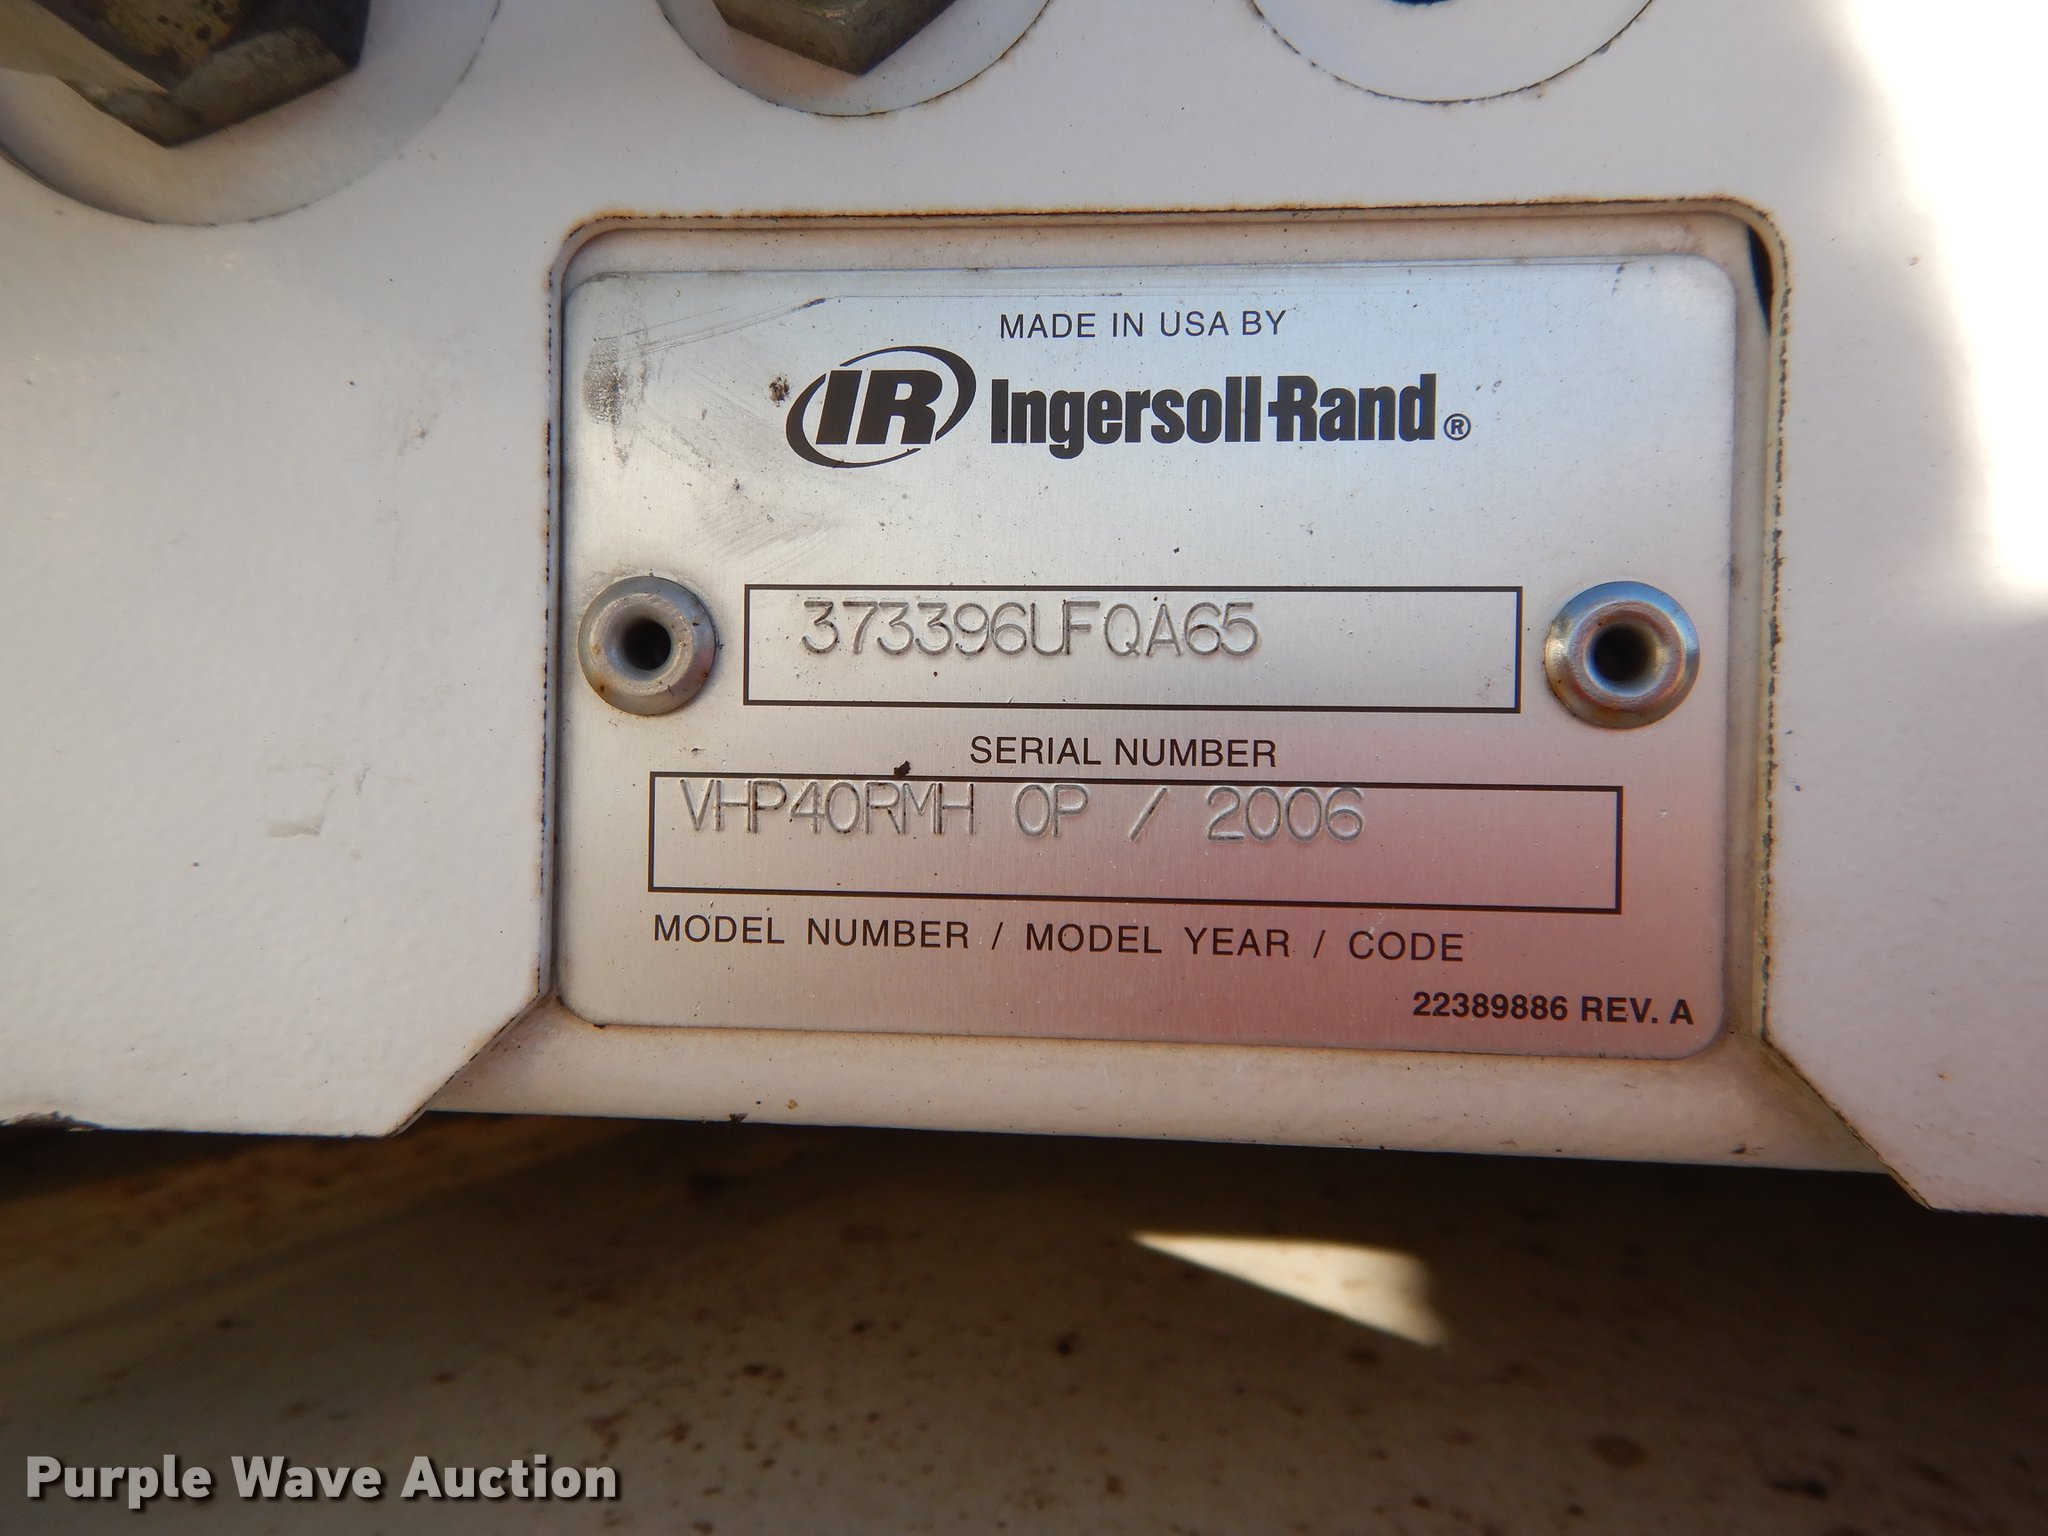 MADE IN USA BY
IR Ingersoll-Rand®
373396UFQA65
SERIAL NUMBER
VHP40RMH 0P / 2006
MODEL NUMBER / MODEL YEAR / CODE
22389886 REV. A
Purple Wave Auction